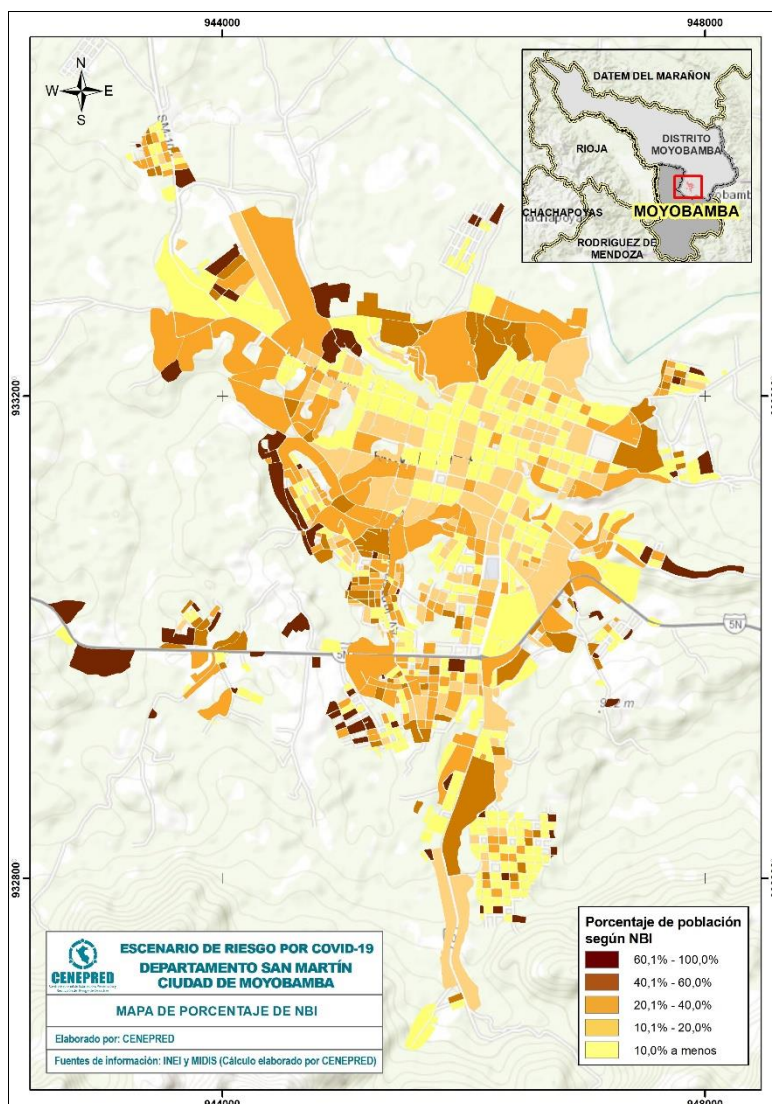 944000
948000
N
W
E
S
DATEM DEL MARAÑON
DISTRITO
MOYOBAMBA
RIOJA
CHACHAPOYAS
MOYOBAMBA
RODRIGUEZ DE
MENDOZA
933200
5N
5N
932800
CENEPRED
ESCENARIO DE RIESGO POR COVID-19
DEPARTAMENTO SAN MARTÍN
CIUDAD DE MOYOBAMBA
MAPA DE PORCENTAJE DE NBI
Elaborado por: CENEPRED
Fuentes de información: INEI y MIDIS (Cálculo elaborado por CENEPRED)
Porcentaje de población
según NBI
60,1% - 100,0%
40,1% - 60,0%
20,1% - 40,0%
10,1% - 20,0%
10,0% a menos
944000
948000